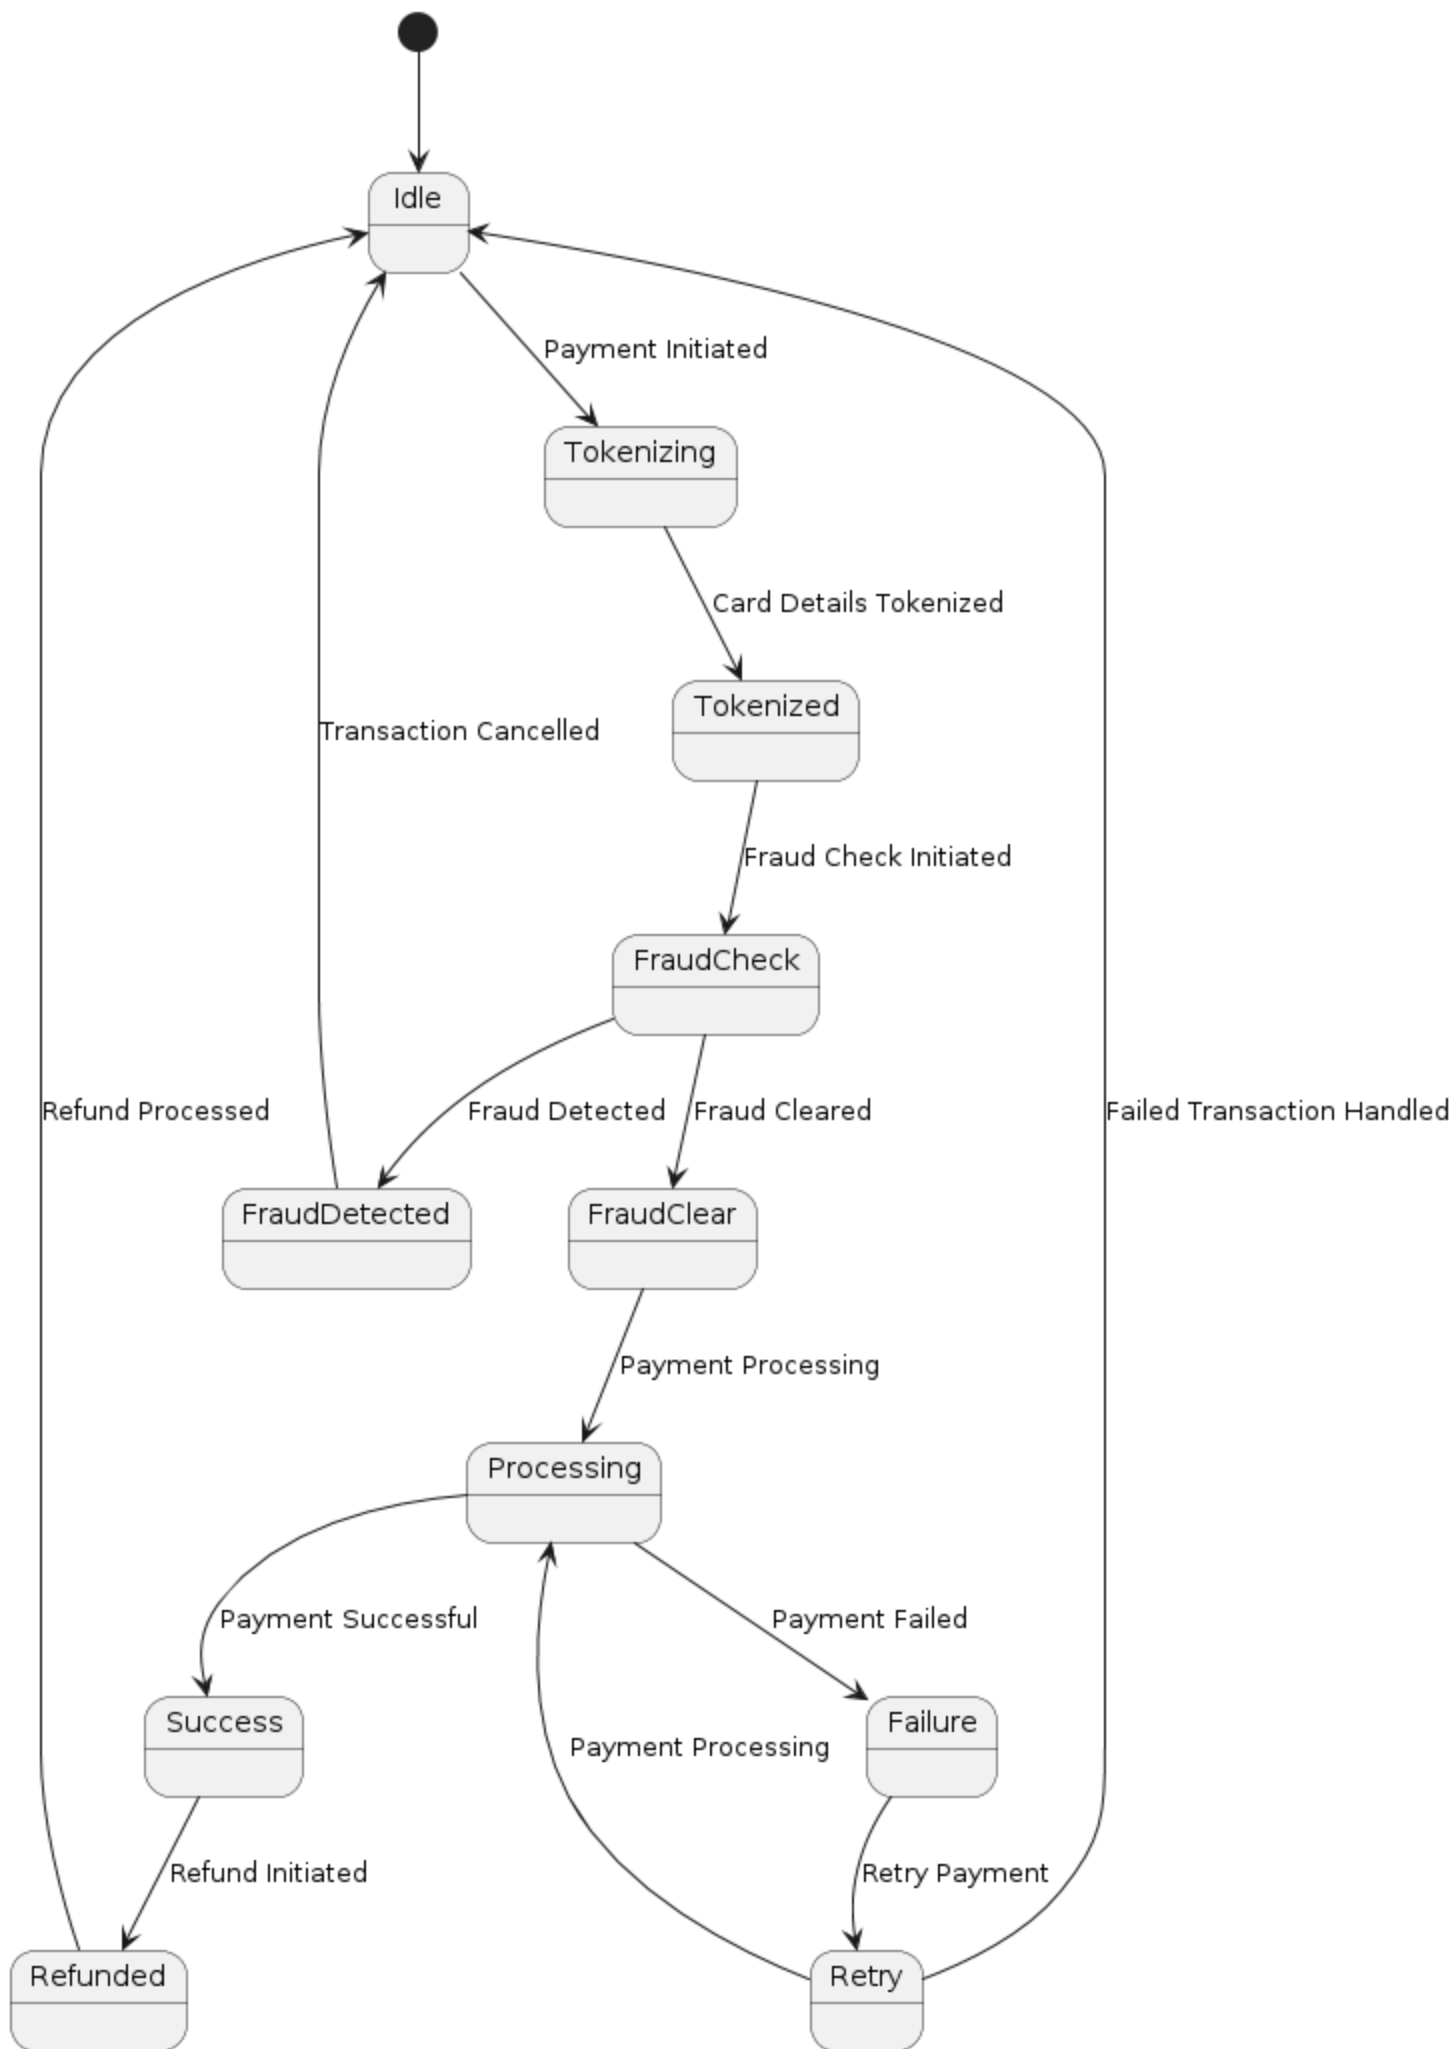 Idle
Payment Initiated
Tokenizing
Card Details Tokenized
Tokenized
Transaction Cancelled
Fraud Check Initiated
FraudCheck
Refund Processed
Fraud Detected
Fraud Cleared
Failed Transaction Handled
FraudDetected
FraudClear
Payment Processing
Processing
Payment Successful
Payment Failed
Success
Failure
Payment Processing
Refund Initiated
Retry Payment
Refunded
Retry